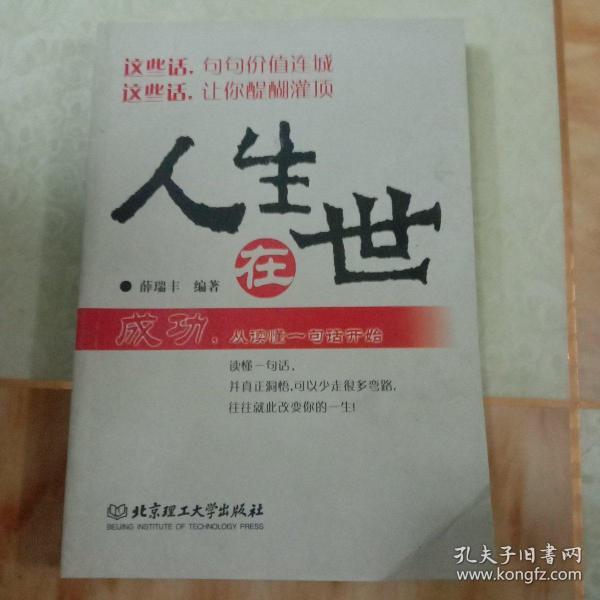 这些话，句句价值连城
这些话，让你醍醐灌顶
人生在世
●薛瑞丰 编著
成功，从读懂一句话开始
读懂一句话，
并真正洞悟，可以少走很多弯路，
往往就此改变你的一生！
北京理工大学出版社
BEIJING INSTITUTE OF TECHNOLOGY PRESS
孔夫子旧书网
www.kongfz.com